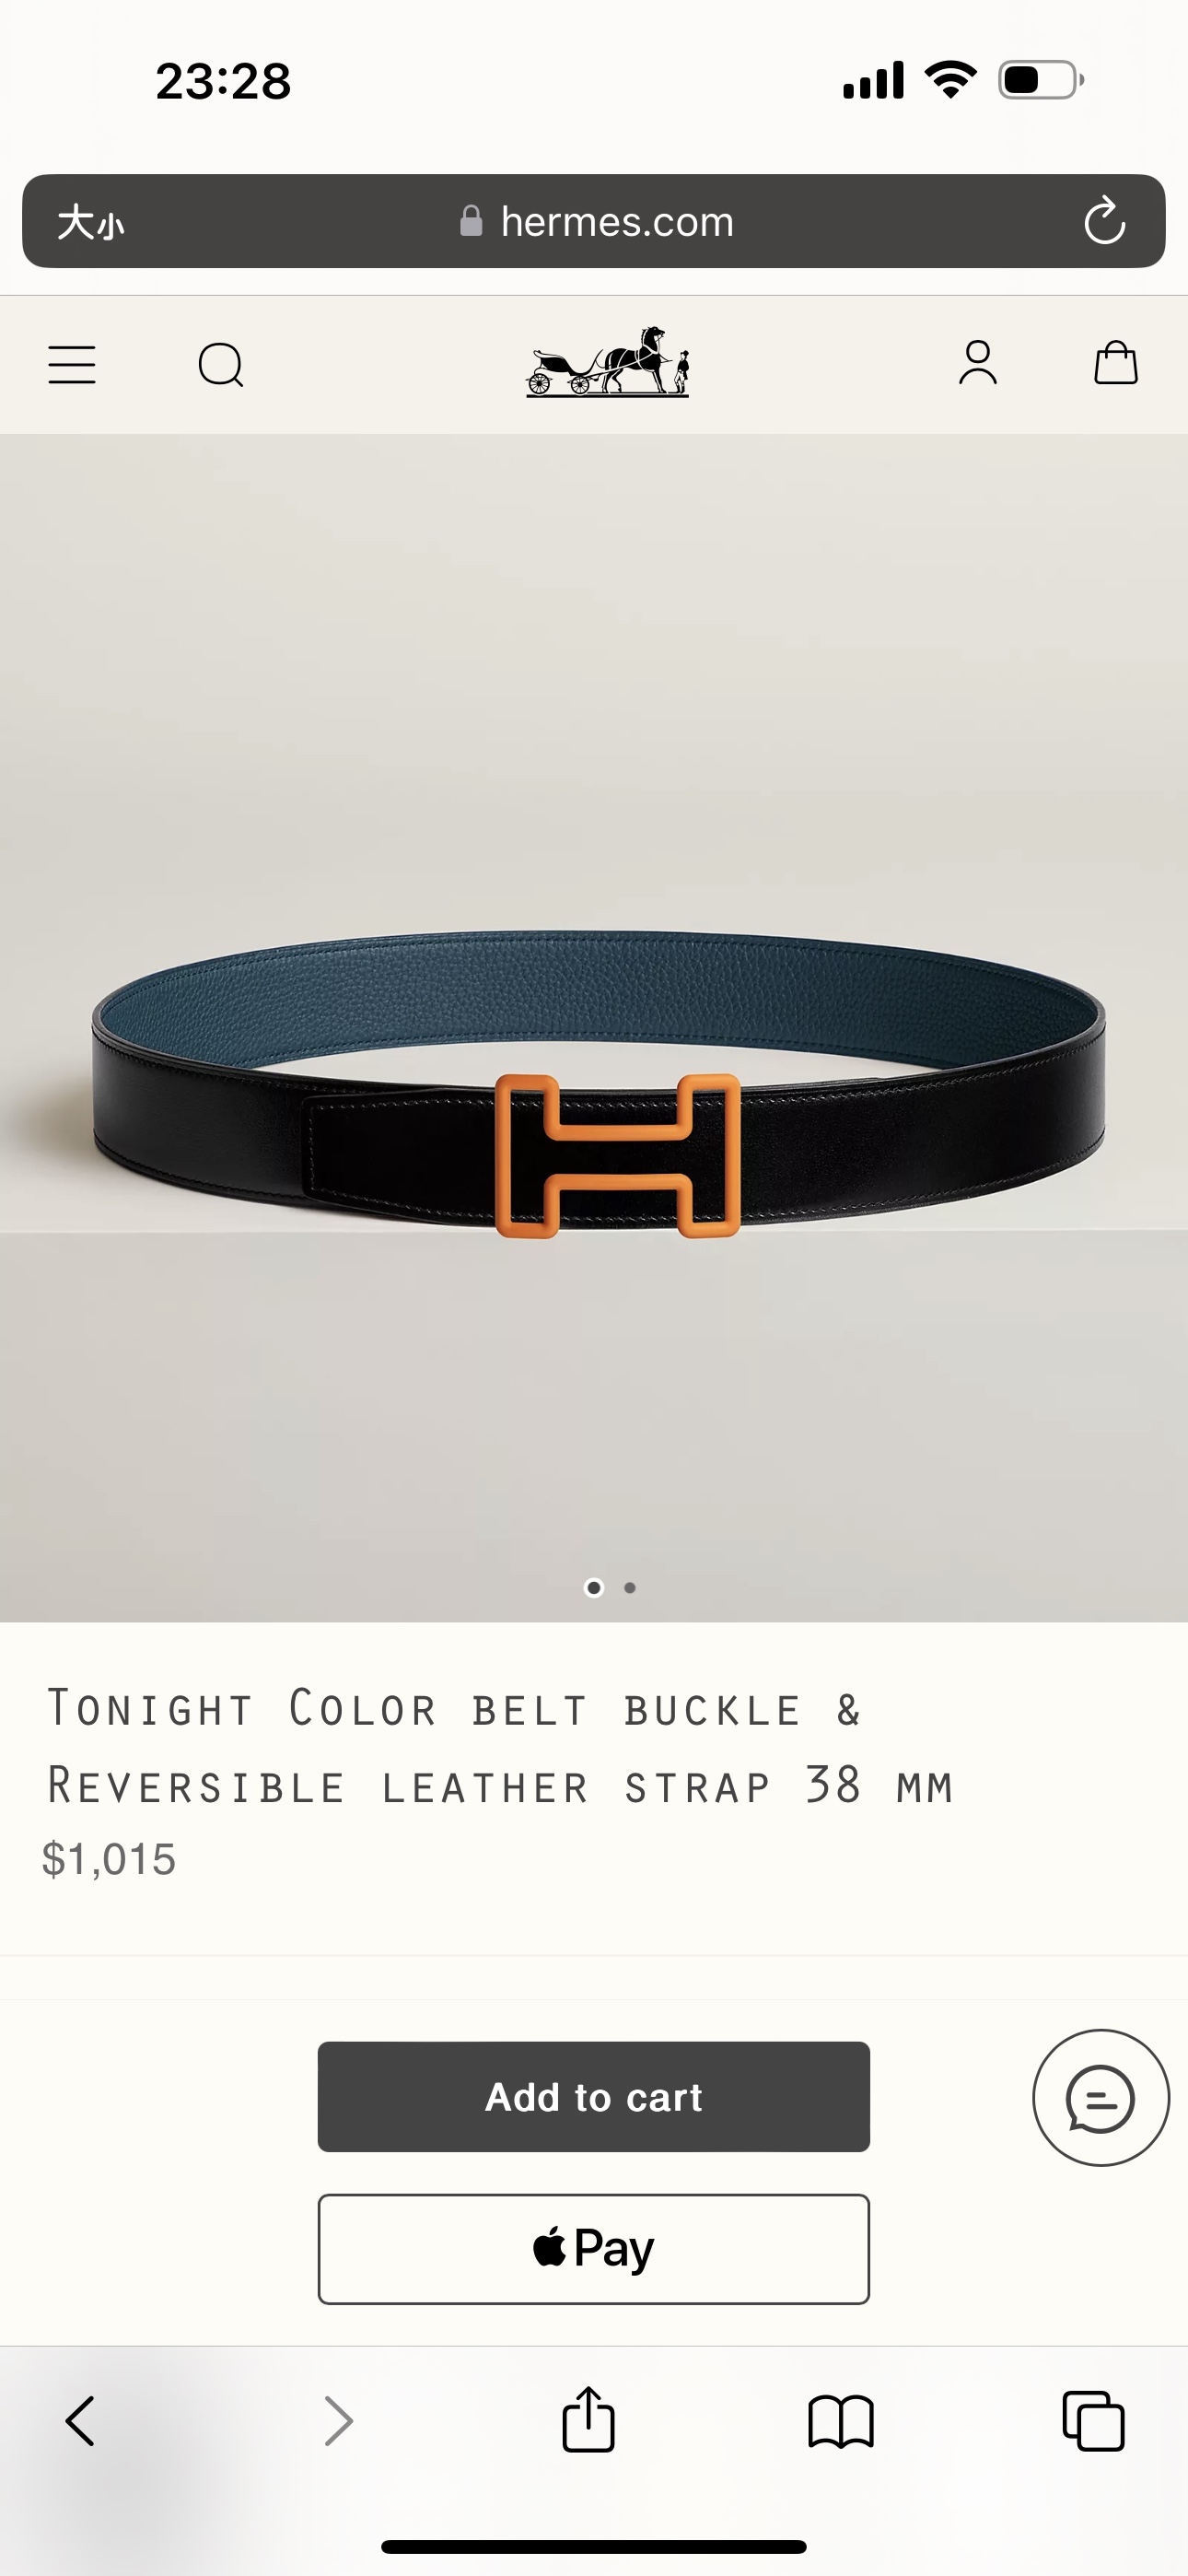 23:28
大小 hermes.com
Tonight Color belt buckle &
Reversible leather strap 38 mm
$1,015
Add to cart
Pay